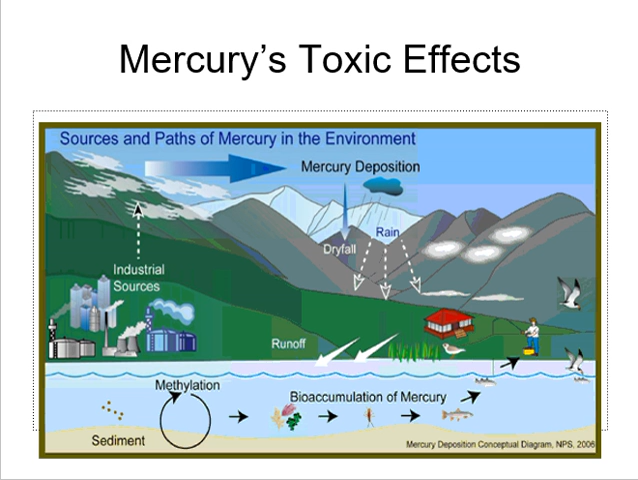 Mercury's Toxic Effects
Sources and Paths of Mercury in the Environment
Mercury Deposition
Rain
Dryfall
Industrial
Sources
Runoff
Methylation
Bioaccumulation of Mercury
Sediment
Mercury Deposition Conceptual Diagram, NPS, 2006